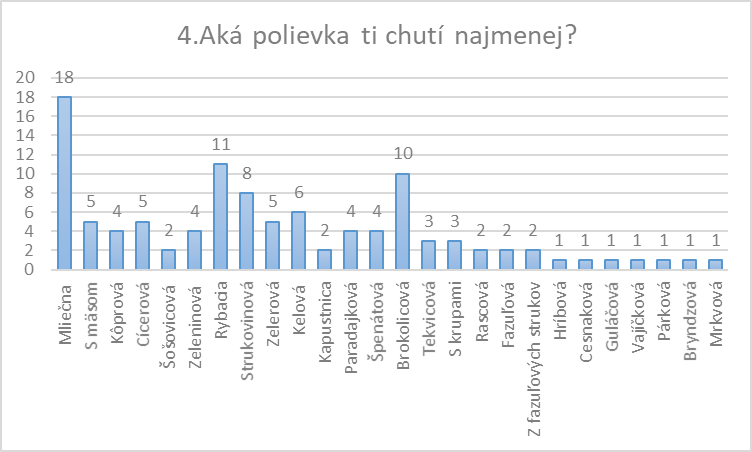 4.Aká polievka ti chutí najmenej?
20
18
16
14
12
10
8
6
4
2
0
18
5
4
5
2
4
11
8
5
6
2
4
4
10
3
3
2
2
2
1
1
1
1
1
1
1
Mliečna
S mäsom
Kôprová
Cícerová
Šošovicová
Zeleninová
Rybacia
Strukovinová
Zelerová
Kelová
Kapustnica
Paradajková
Špenátová
Brokolicová
Tekvicová
S krupami
Rascová
Fazuľová
Z fazuľových strukov
Hríbová
Cesnaková
Guláčová
Vajíčková
Párková
Bryndzová
Mrkvová